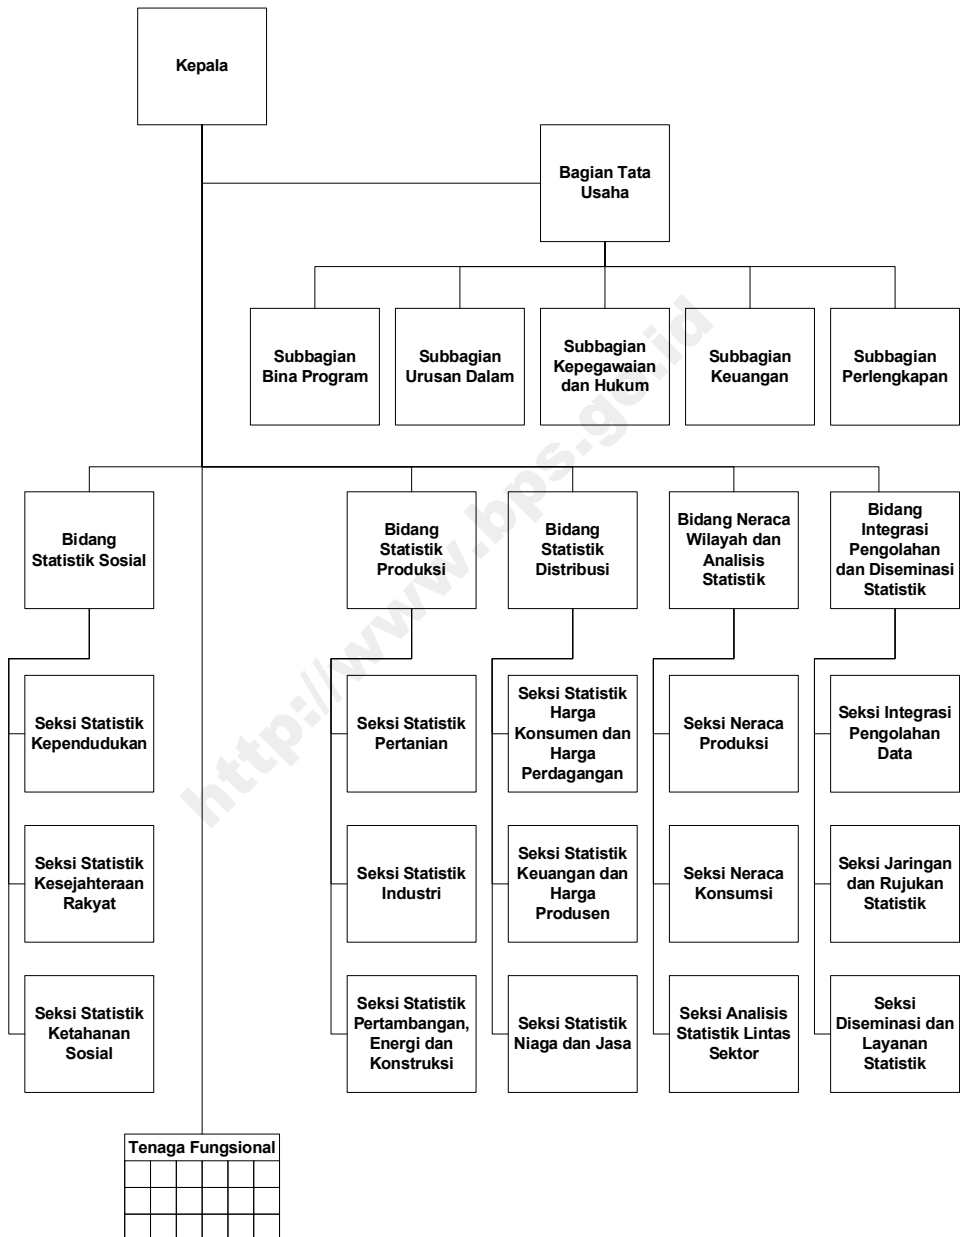 Kepala
Bagian Tata
Usaha
Subbagian
Bina Program
Subbagian
Urusan Dalam
Subbagian
Kepegawaian
dan Hukum
Subbagian
Keuangan
Subbagian
Perlengkapan
Bidang
Statistik Sosial
Bidang
Statistik
Produksi
Bidang
Statistik
Distribusi
Bidang Neraca
Wilayah dan
Analisis
Statistik
Bidang
Integrasi
Pengolahan
dan Diseminasi
Statistik
Seksi Statistik
Kependudukan
Seksi Statistik
Pertanian
Seksi Statistik
Harga
Konsumen dan
Harga
Perdagangan
Seksi Neraca
Produksi
Seksi Integrasi
Pengolahan
Data
Seksi Statistik
Kesejahteraan
Rakyat
Seksi Statistik
Industri
Seksi Statistik
Keuangan dan
Harga
Produsen
Seksi Neraca
Konsumsi
Seksi Jaringan
dan Rujukan
Statistik
Seksi Statistik
Ketahanan
Sosial
Seksi Statistik
Pertambangan,
Energi dan
Konstruksi
Seksi Statistik
Niaga dan Jasa
Seksi Analisis
Statistik Lintas
Sektor
Seksi
Diseminasi dan
Layanan
Statistik
Tenaga Fungsional
http://www.bps.go.id